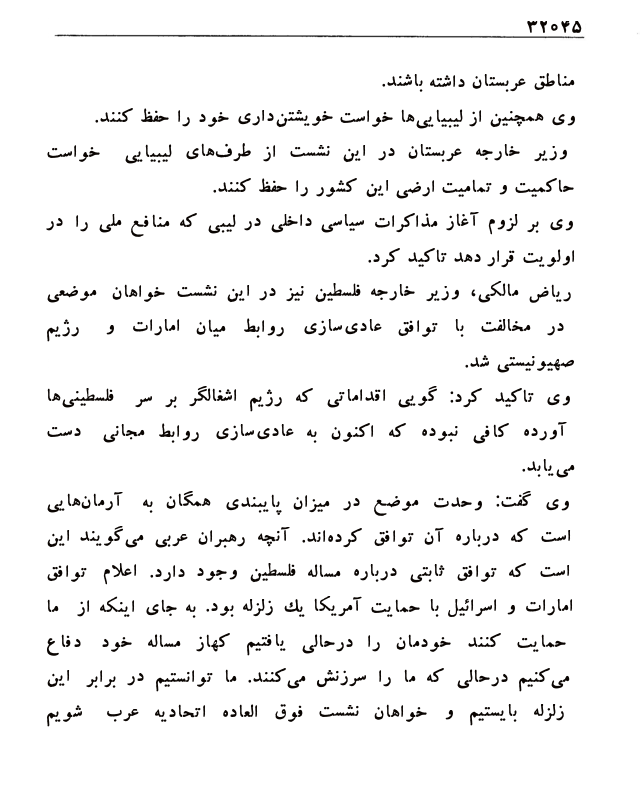 ۳۲۰۴۵
مناطق عربستان داشته باشند.
وی همچنین از لیبیایی‌ها خواست خویشتن‌داری خود را حفظ کنند.
وزیر خارجه عربستان در این نشست از طرف‌های لیبیایی خواست
حاکمیت و تمامیت ارضی این کشور را حفظ کنند.
وی بر لزوم آغاز مذاکرات سیاسی داخلی در لیبی که منافع ملی را در
اولویت قرار دهد تاکید کرد.
ریاض مالکی، وزیر خارجه فلسطین نیز در این نشست خواهان موضعی
در مخالفت با توافق عادی‌سازی روابط میان امارات و رژیم
صهیونیستی شد.
وی تاکید کرد: گویی اقداماتی که رژیم اشغالگر بر سر فلسطینی‌ها
آورده کافی نبوده که اکنون به عادی‌سازی روابط مجانی دست
می‌یابد.
وی گفت: وحدت موضع در میزان پایبندی همگان به آرمان‌هایی
است که درباره آن توافق کرده‌اند. آنچه رهبران عربی می‌گویند این
است که توافق ثابتی درباره مساله فلسطین وجود دارد. اعلام توافق
امارات و اسرائیل با حمایت آمریکا یك زلزله بود. به جای اینکه از ما
حمایت کنند خودمان را درحالی یافتیم کهاز مساله خود دفاع
می‌کنیم درحالی که ما را سرزنش می‌کنند. ما توانستیم در برابر این
زلزله بایستیم و خواهان نشست فوق العاده اتحادیه عرب شویم